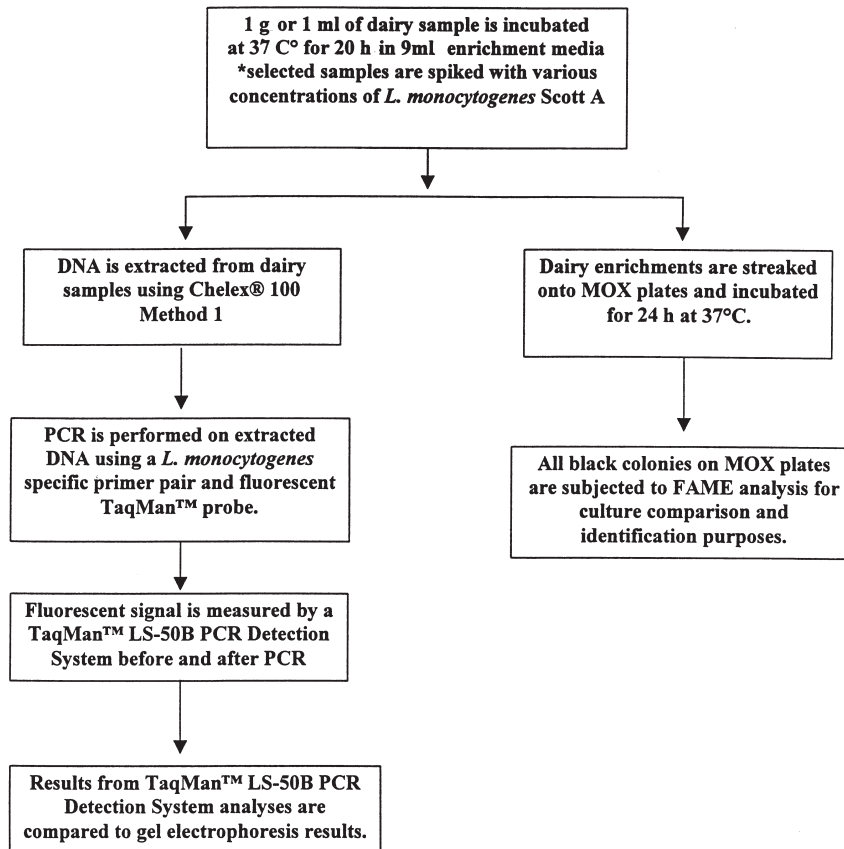 1 g or 1 ml of dairy sample is incubated
at 37 C° for 20 h in 9ml enrichment media
*selected samples are spiked with various
concentrations of L. monocytogenes Scott A
DNA is extracted from dairy
samples using Chelex® 100
Method 1
Dairy enrichments are streaked
onto MOX plates and incubated
for 24 h at 37°C.
PCR is performed on extracted
DNA using a L. monocytogenes
specific primer pair and fluorescent
TaqMan™ probe.
All black colonies on MOX plates
are subjected to FAME analysis for
culture comparison and
identification purposes.
Fluorescent signal is measured by a
TaqMan™ LS-50B PCR Detection
System before and after PCR
Results from TaqMan™ LS-50B PCR
Detection System analyses are
compared to gel electrophoresis results.